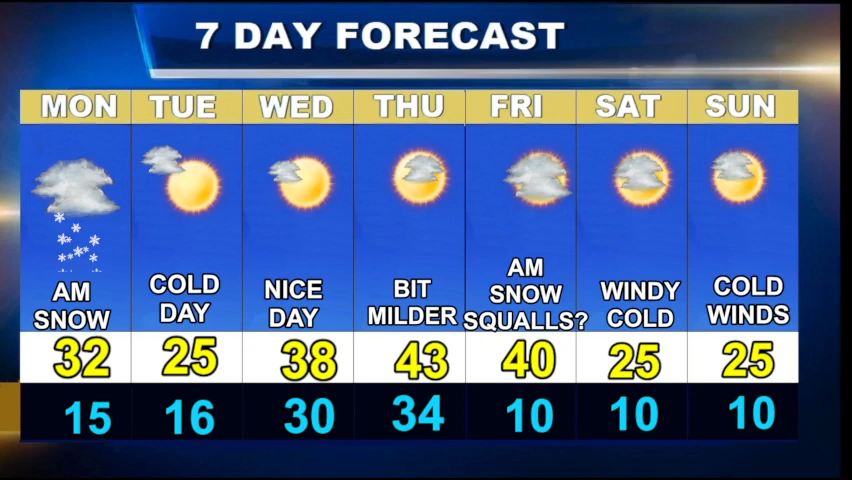 7 DAY FORECAST
MON TUE WED THU FRI SAT SUN
AM
SNOW
COLD
DAY
NICE
DAY
BIT
MILDER
AM
SNOW
SQUALLS?
WINDY
COLD
COLD
WINDS
32 25 38 43 40 25 25
15 16 30 34 10 10 10